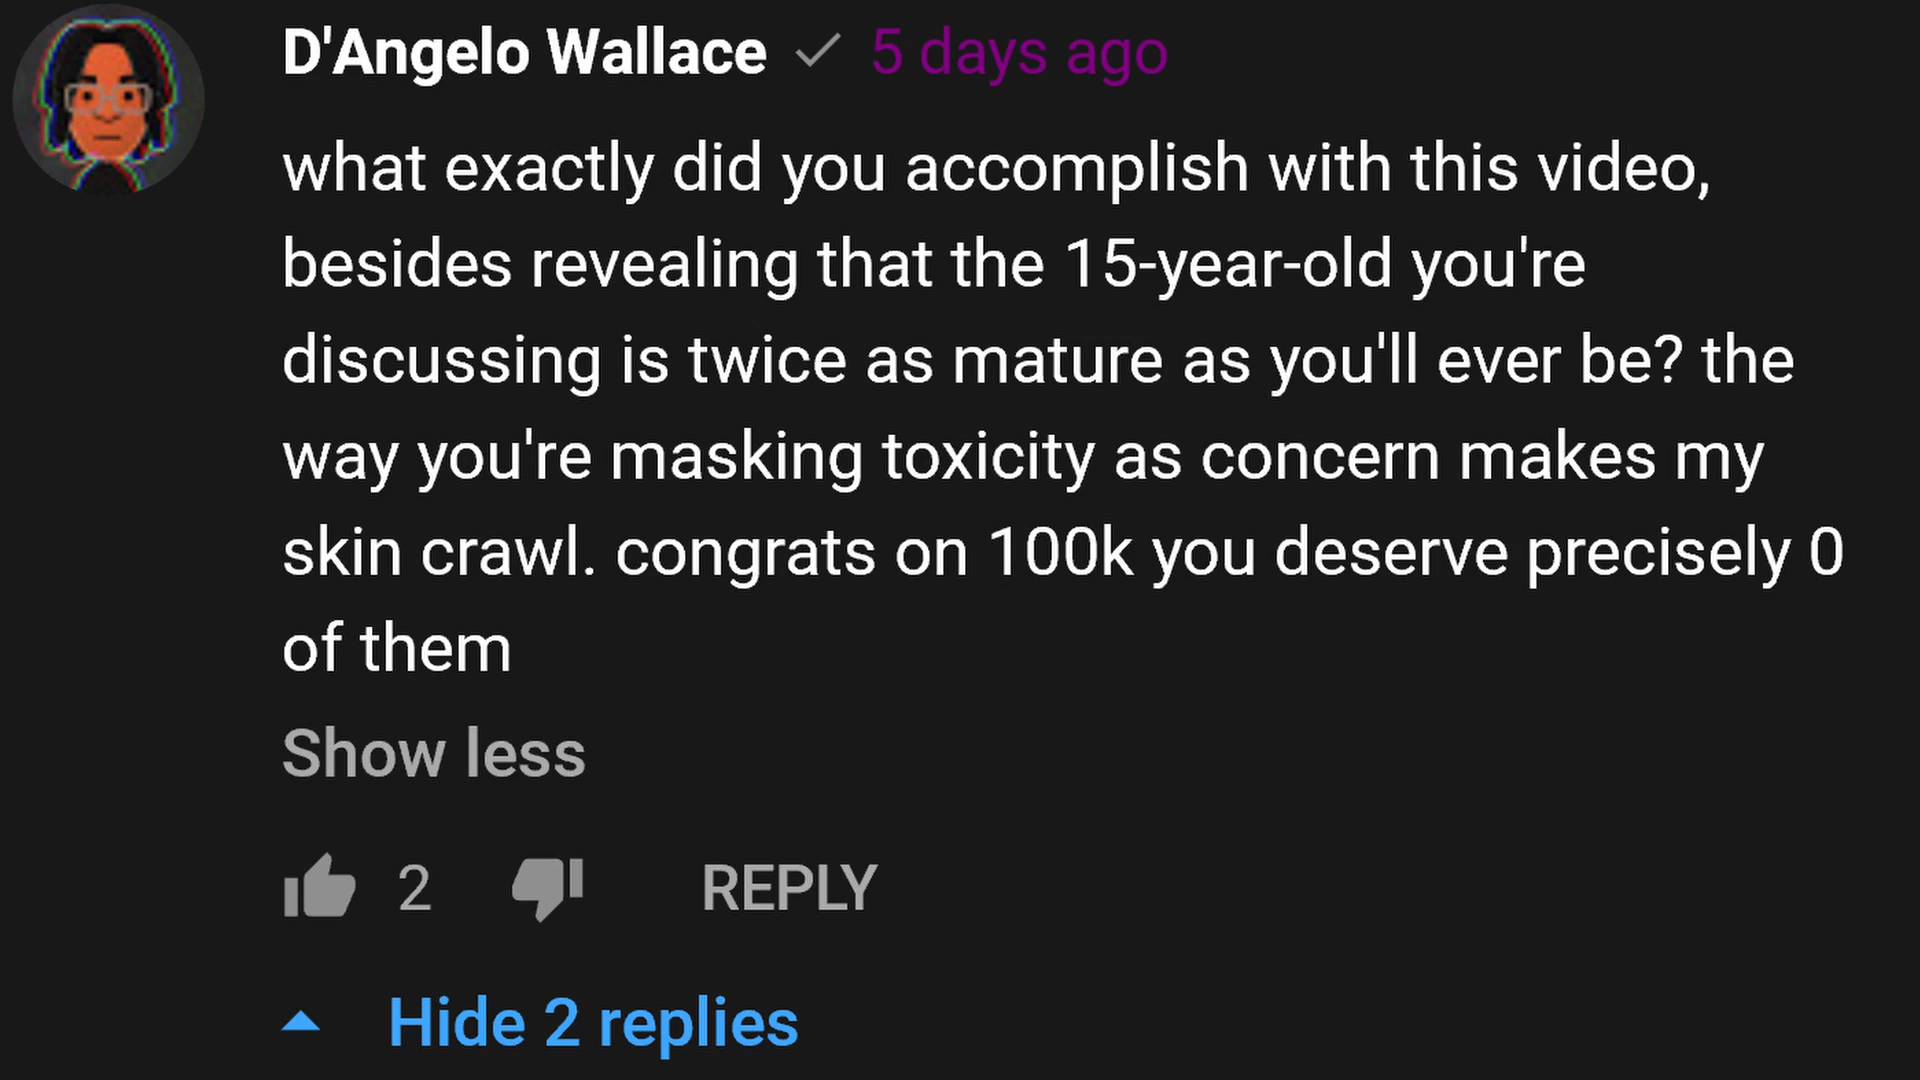 D'Angelo Wallace 5 days ago
what exactly did you accomplish with this video,
besides revealing that the 15-year-old you're
discussing is twice as mature as you'll ever be? the
way you're masking toxicity as concern makes my
skin crawl. congrats on 100k you deserve precisely 0
of them
Show less
2 REPLY
Hide 2 replies